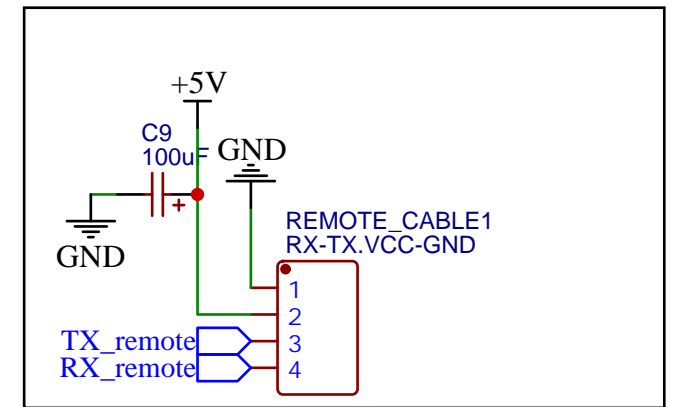 +5V
C9
100uF
GND
+
GND
REMOTE_CABLE1
RX-TX.VCC-GND
1
2
TX_remote 3
RX_remote 4